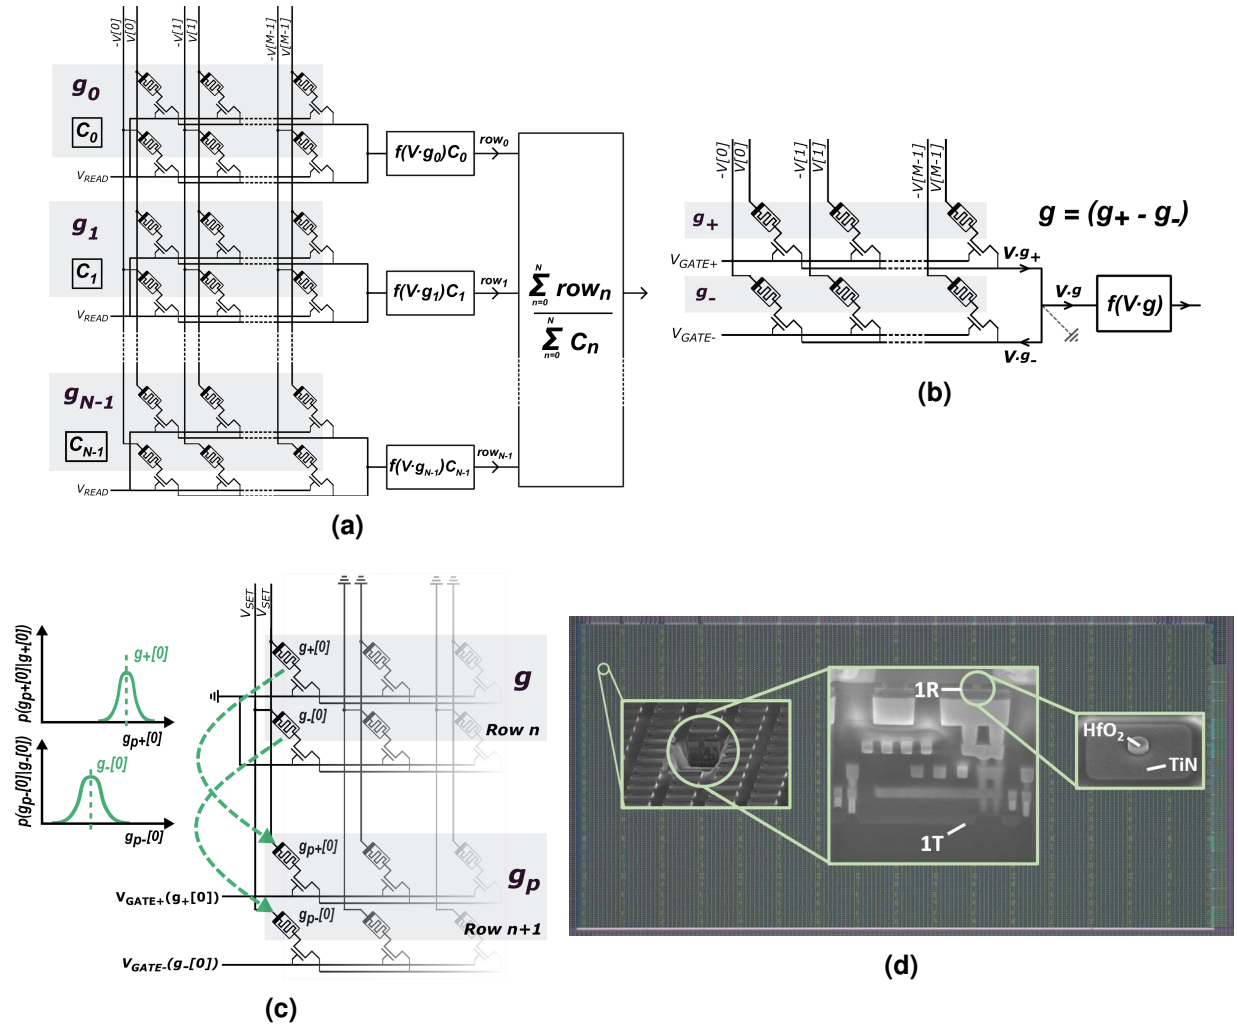 (a)
-V[0]
V[0]
-V[1]
V[1]
-V[M-1]
V[M-1]
g0
C0
VREAD
f(V·g0)C0
row0
g1
C1
VREAD
f(V·g1)C1
row1
gN-1
CN-1
VREAD
f(V·gN-1)CN-1
rowN-1
N
Σ rown
n=0
N
Σ Cn
n=0
-V[0]
V[0]
-V[1]
V[1]
-V[M-1]
V[M-1]
g+
VGATE+
g-
VGATE-
g = (g+ - g-)
V·g+
V·g
f(V·g)
V·g-
(b)
(a)
VSET
VSET
p(gp+[0]|g+[0])
g+[0]
gp+[0]
p(gp-[0]|g-[0])
g-[0]
gp-[0]
g+[0]
g
g-[0]
Row n
gp+[0]
gp
VGATE+(g+[0])
gp-[0]
Row n+1
VGATE-(g-[0])
(c)
1R
1T
HfO2
TiN
(d)